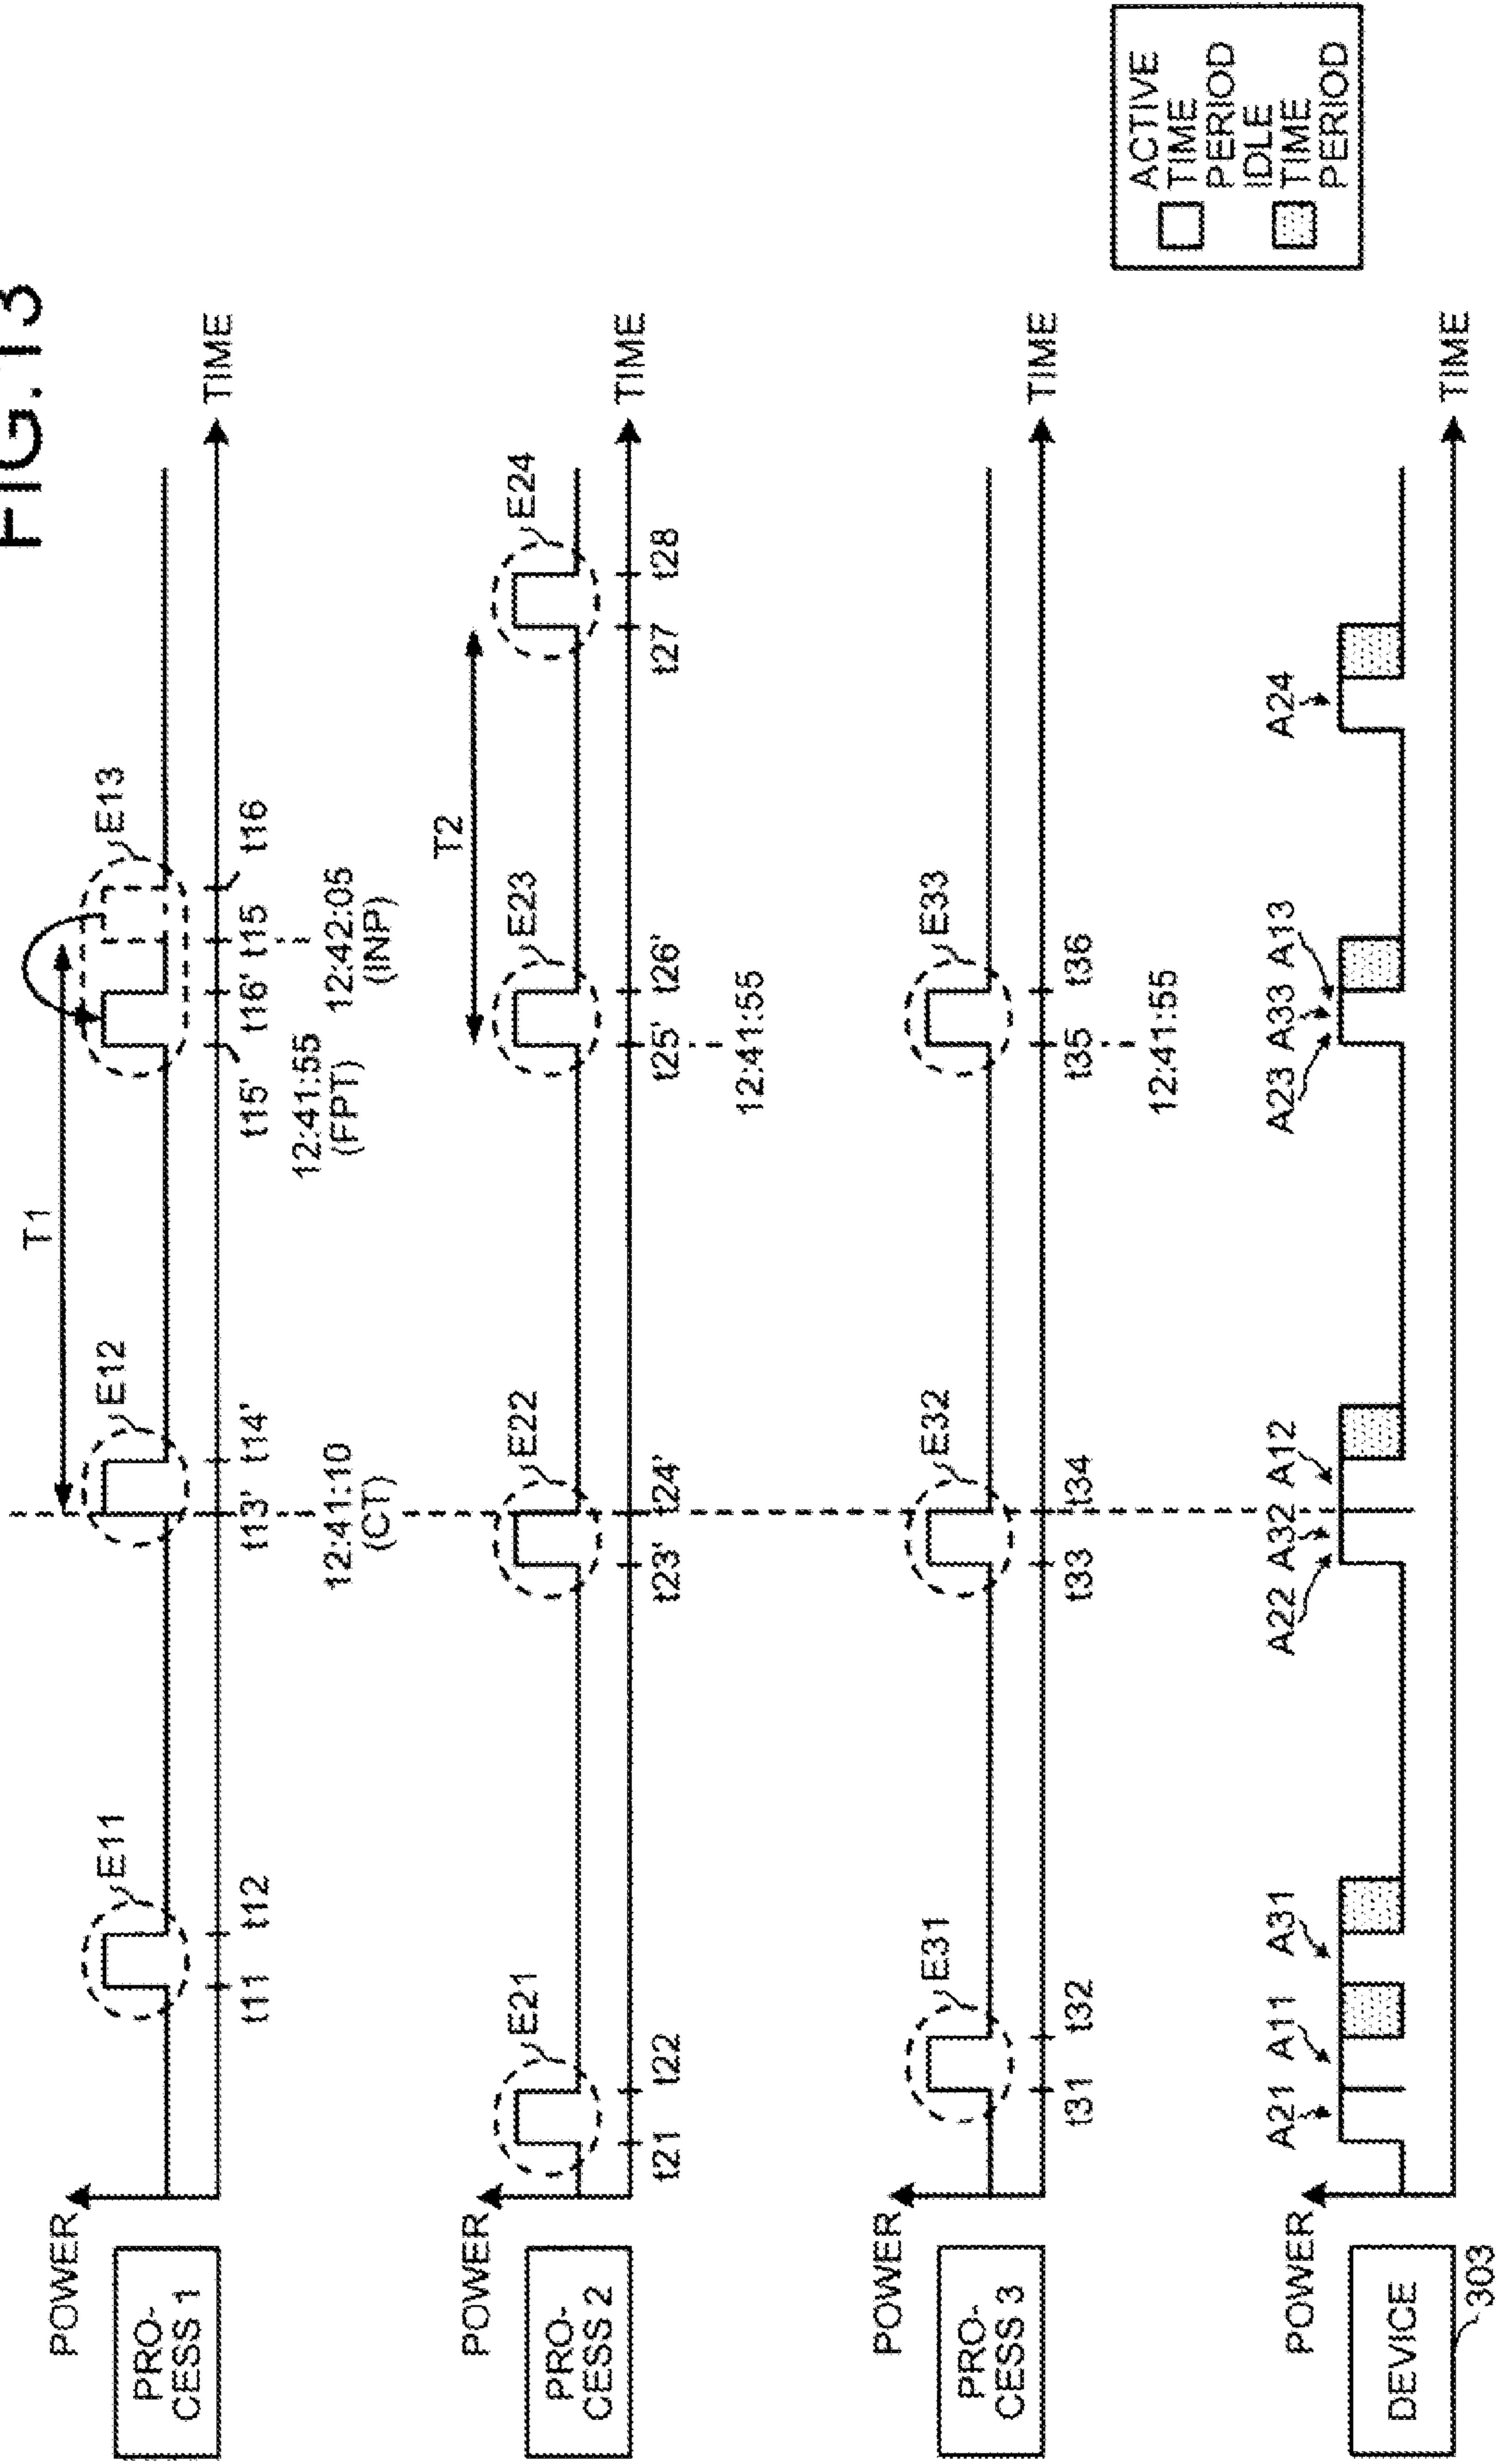 FIG.13
POWER
PRO-
CESS 1
E11
t11
t12
T1
E12
t13'
t14'
12:41:10
(CT)
E13
t15'
t16'
t15
t16
12:41:55
(FPT)
12:42:05
(INP)
TIME
POWER
PRO-
CESS 2
E21
t21
t22
E22
t23'
t24'
T2
E23
t25'
t26'
12:41:55
E24
t27
t28
TIME
POWER
PRO-
CESS 3
E31
t31
t32
E32
t33
t34
E33
t35
t36
12:41:55
TIME
ACTIVE
TIME
PERIOD
IDLE
TIME
PERIOD
POWER
DEVICE
303
A21
A11
A31
A22
A32
A12
A23
A33
A13
A24
TIME